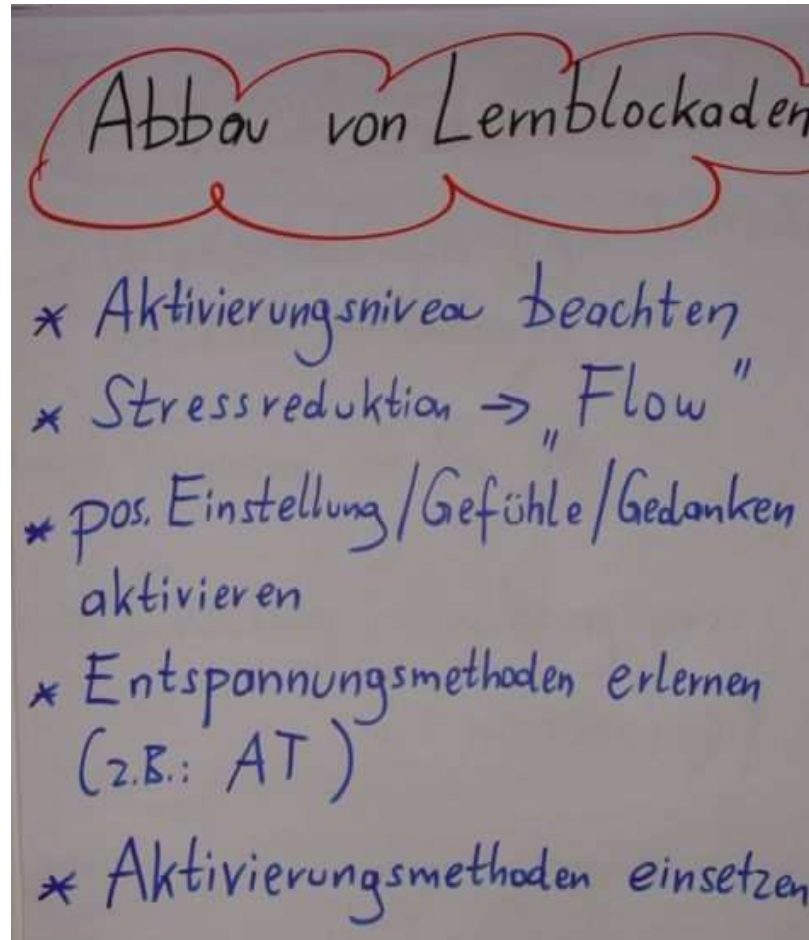 Abbau von Lernblockaden
* Aktivierungsniveau beachten
* Stressreduktion → „Flow"
* pos. Einstellung/Gefühle/Gedanken
aktivieren
* Entspannungsmethoden erlernen
(z.B.: AT)
* Aktivierungsmethoden einsetzen